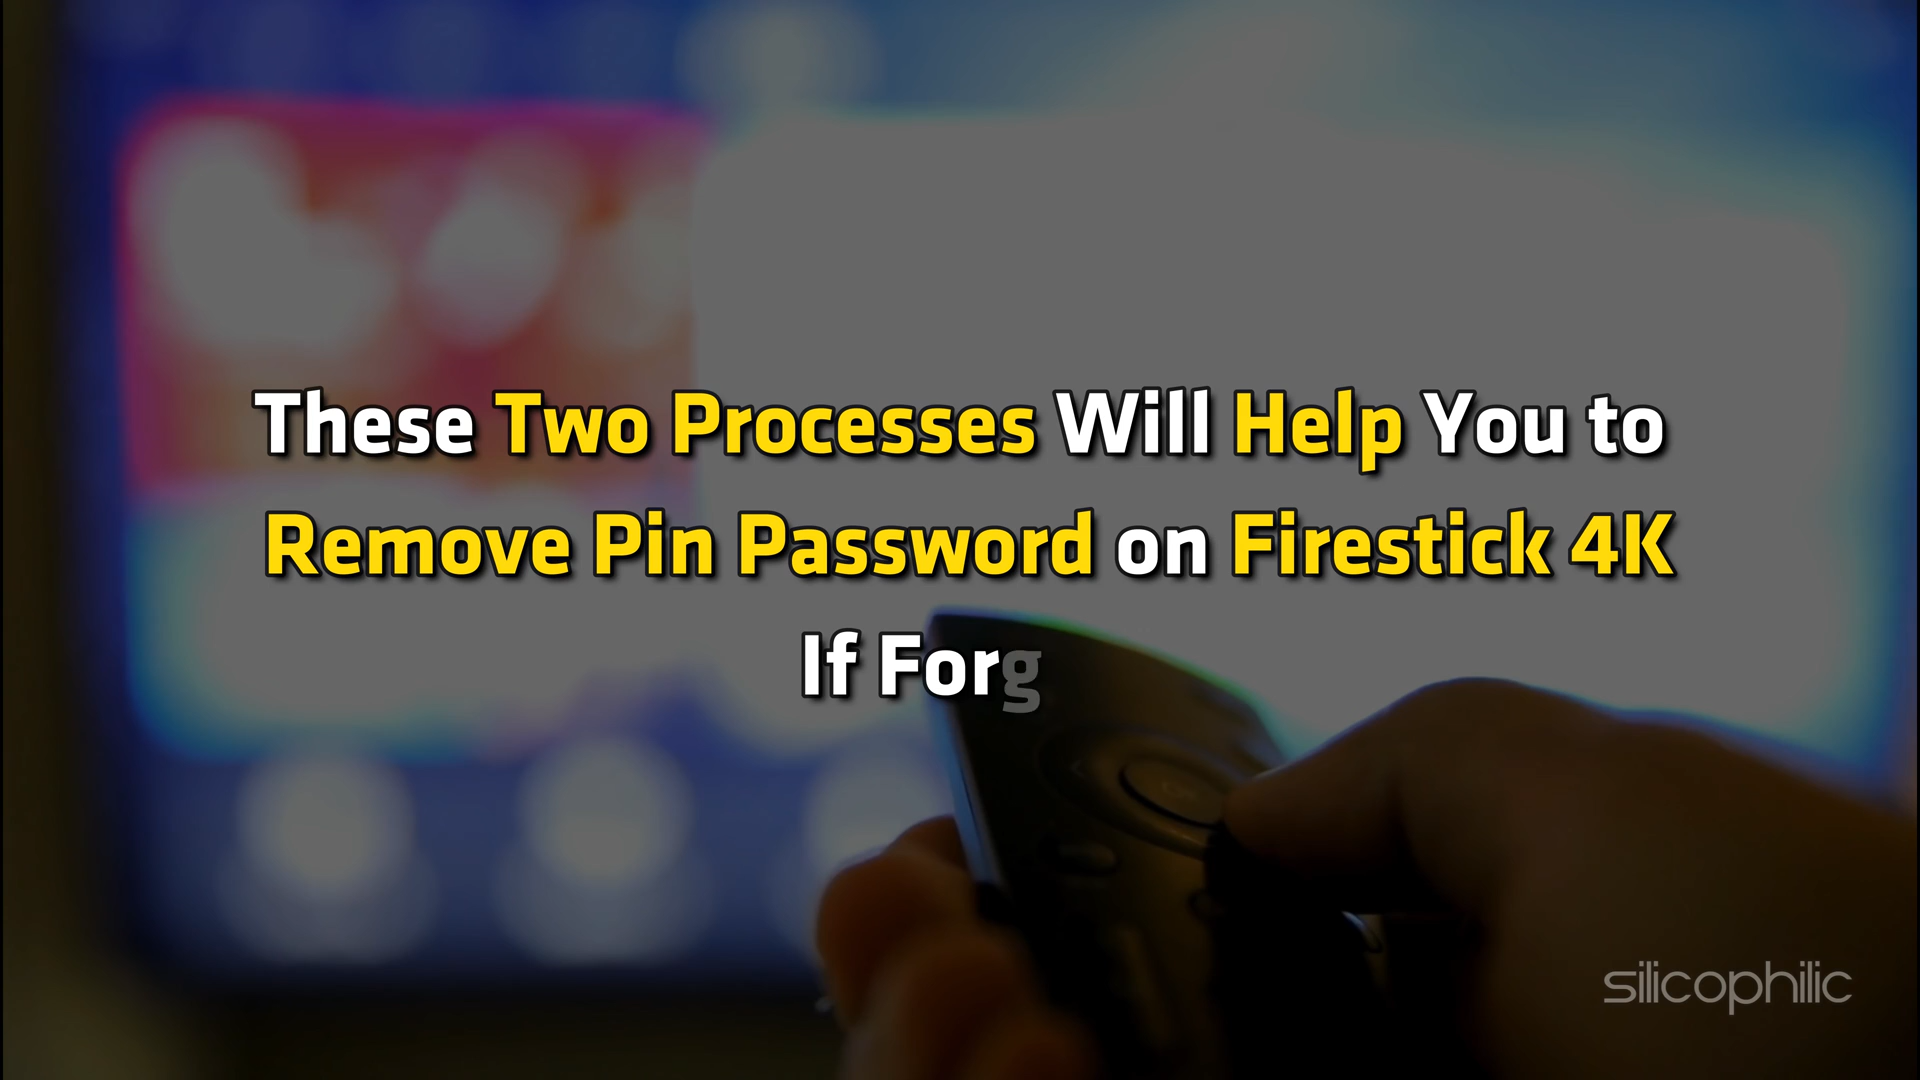 These Two Processes Will Help You to
Remove Pin Password on Firestick 4K
If Forg
silicophilic